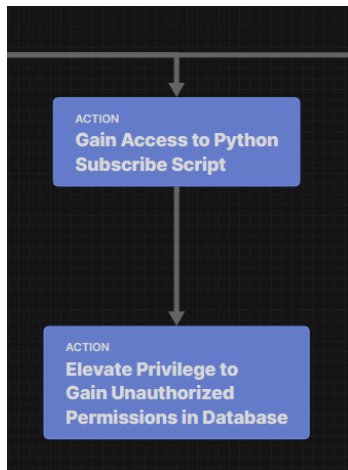 ACTION
Gain Access to Python
Subscribe Script
ACTION
Elevate Privilege to
Gain Unauthorized
Permissions in Database